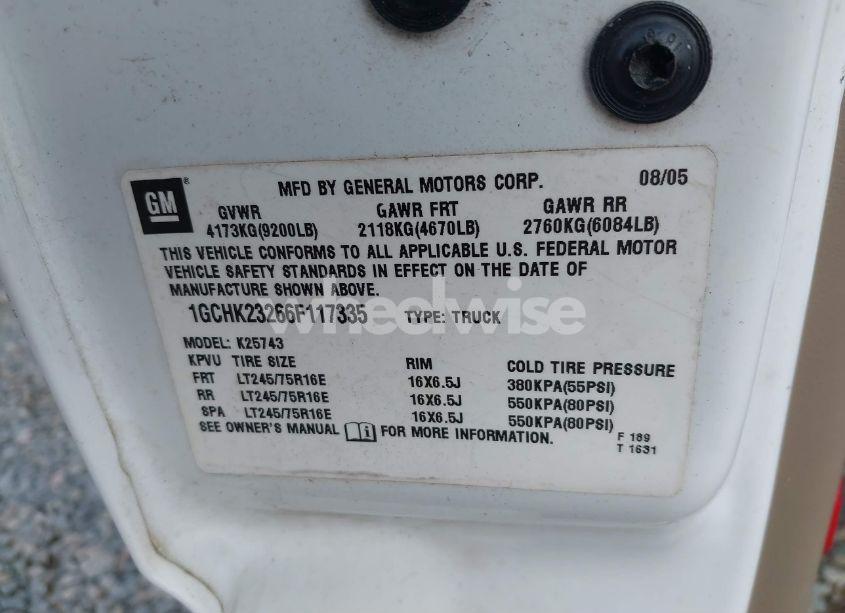 10
GM ®
MFD BY GENERAL MOTORS CORP. 08/05
GVWR GAWR FRT GAWR RR
4173KG(9200LB) 2118KG(4670LB) 2760KG(6084LB)
THIS VEHICLE CONFORMS TO ALL APPLICABLE U.S. FEDERAL MOTOR
VEHICLE SAFETY STANDARDS IN EFFECT ON THE DATE OF
MANUFACTURE SHOWN ABOVE.
1GCHK23266F117335 TYPE: TRUCK
wheelwise
MODEL: K25743
KPVU TIRE SIZE RIM COLD TIRE PRESSURE
FRT LT245/75R16E 16X6.5J 380KPA(55PSI)
RR LT245/75R16E 16X6.5J 550KPA(80PSI)
SPA LT245/75R16E 16X6.5J 550KPA(80PSI)
SEE OWNER'S MANUAL FOR MORE INFORMATION.
F 189
T 1631